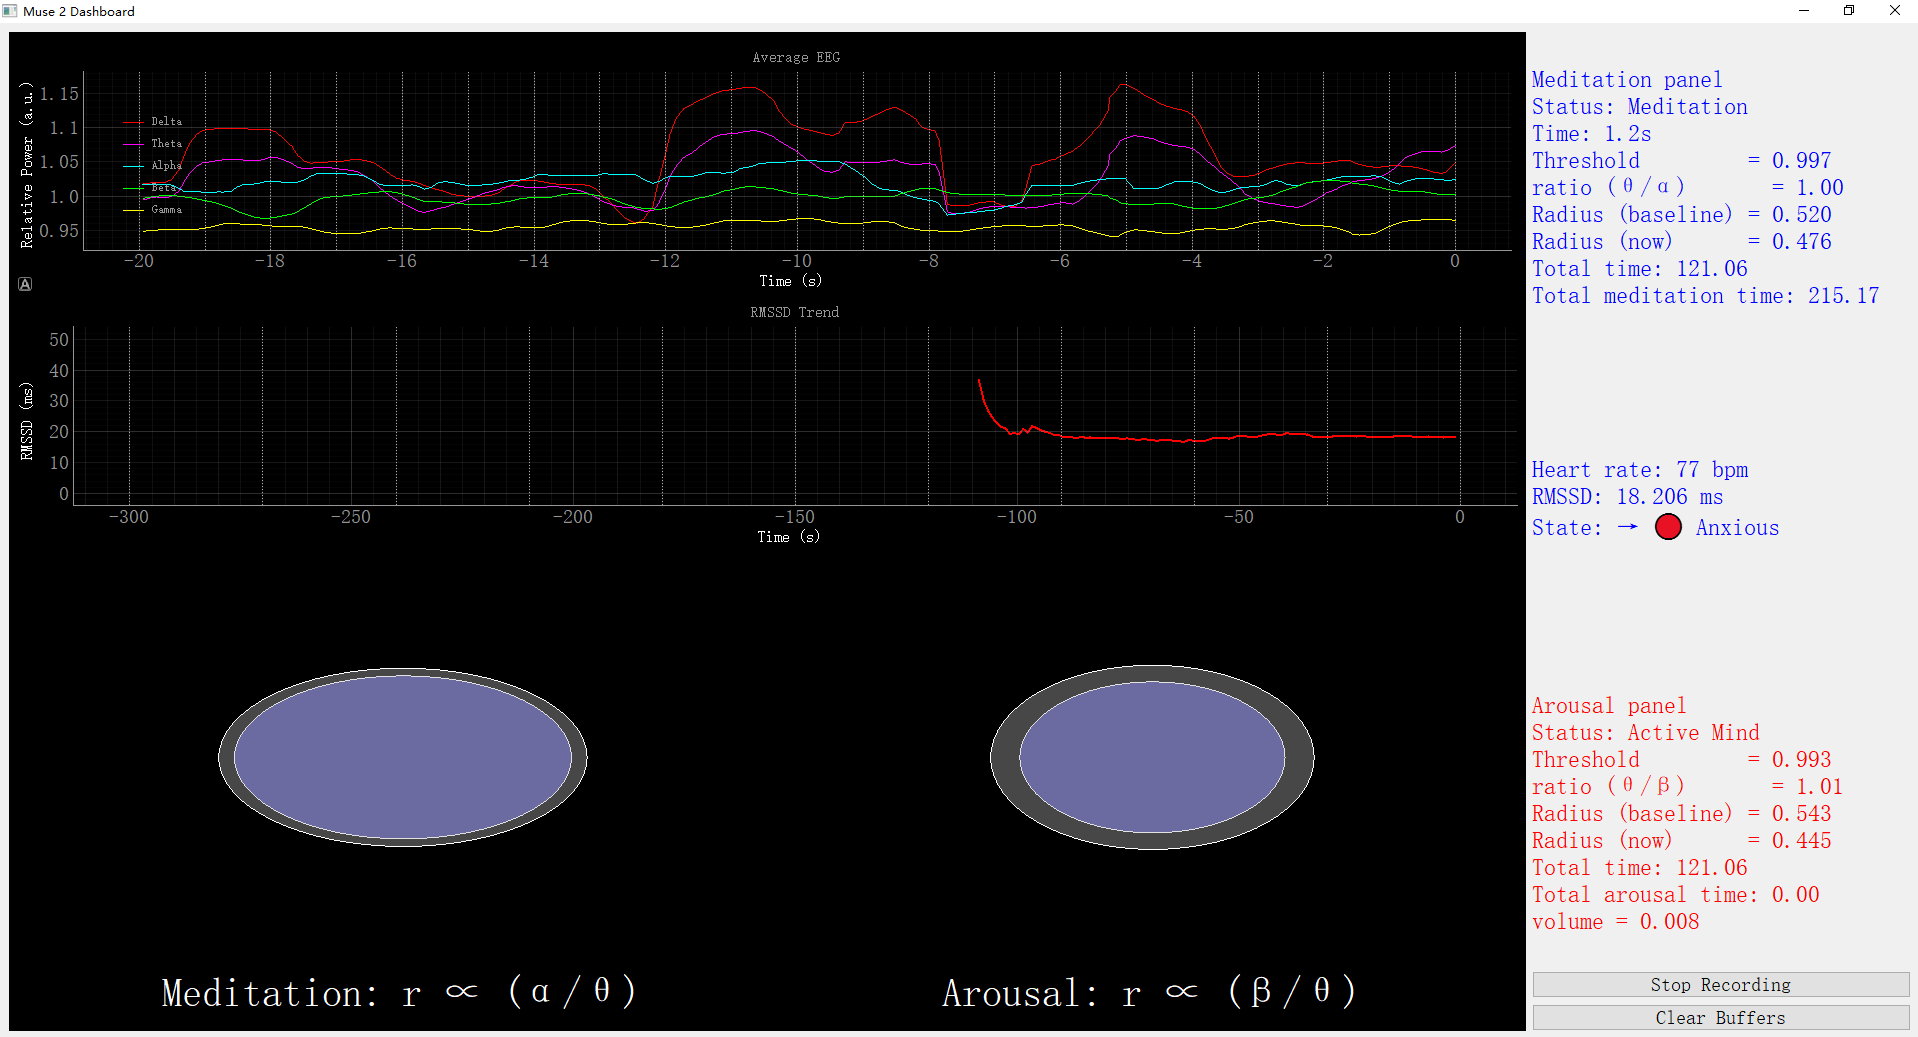 Muse 2 Dashboard
Average EEG
Relative Power (a.u.)
1.15
1.1
1.05
1.0
0.95
Delta
Theta
Alpha
Beta
Gamma
-20 -18 -16 -14 -12 -10 -8 -6 -4 -2 0
Time (s)
A
RMSSD Trend
RMSSD (ms)
50
40
30
20
10
0
-300 -250 -200 -150 -100 -50 0
Time (s)
Meditation: r ∝ (α/θ)
Arousal: r ∝ (β/θ)
Meditation panel
Status: Meditation
Time: 1.2s
Threshold = 0.997
ratio (θ/α) = 1.00
Radius (baseline) = 0.520
Radius (now) = 0.476
Total time: 121.06
Total meditation time: 215.17
Heart rate: 77 bpm
RMSSD: 18.206 ms
State: → 🔴 Anxious
Arousal panel
Status: Active Mind
Threshold = 0.993
ratio (θ/β) = 1.01
Radius (baseline) = 0.543
Radius (now) = 0.445
Total time: 121.06
Total arousal time: 0.00
volume = 0.008
Stop Recording
Clear Buffers